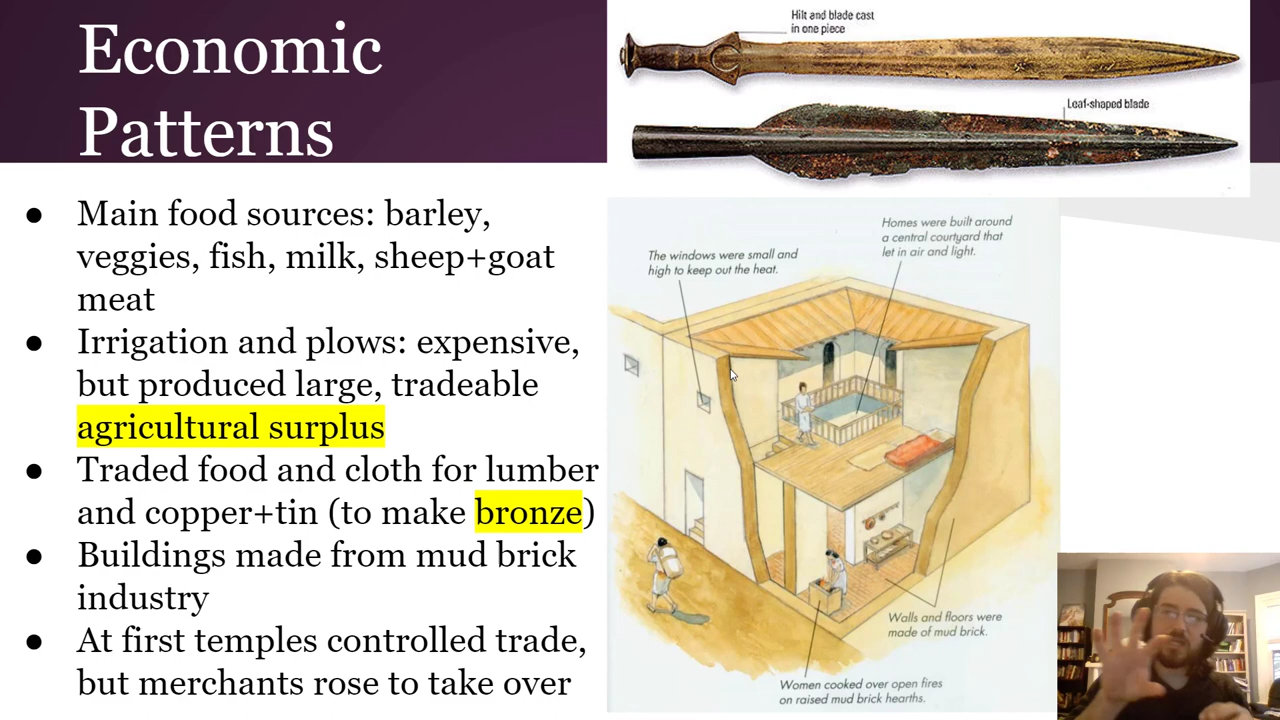 Economic
Patterns
● Main food sources: barley,
veggies, fish, milk, sheep+goat
meat
● Irrigation and plows: expensive,
but produced large, tradeable
agricultural surplus
● Traded food and cloth for lumber
and copper+tin (to make bronze)
● Buildings made from mud brick
industry
● At first temples controlled trade,
but merchants rose to take over
Hilt and blade cast
in one piece
Leaf-shaped blade
The windows were small and
high to keep out the heat.
Homes were built around
a central courtyard that
let in air and light.
Walls and floors were
made of mud brick.
Women cooked over open fires
on raised mud brick hearths.